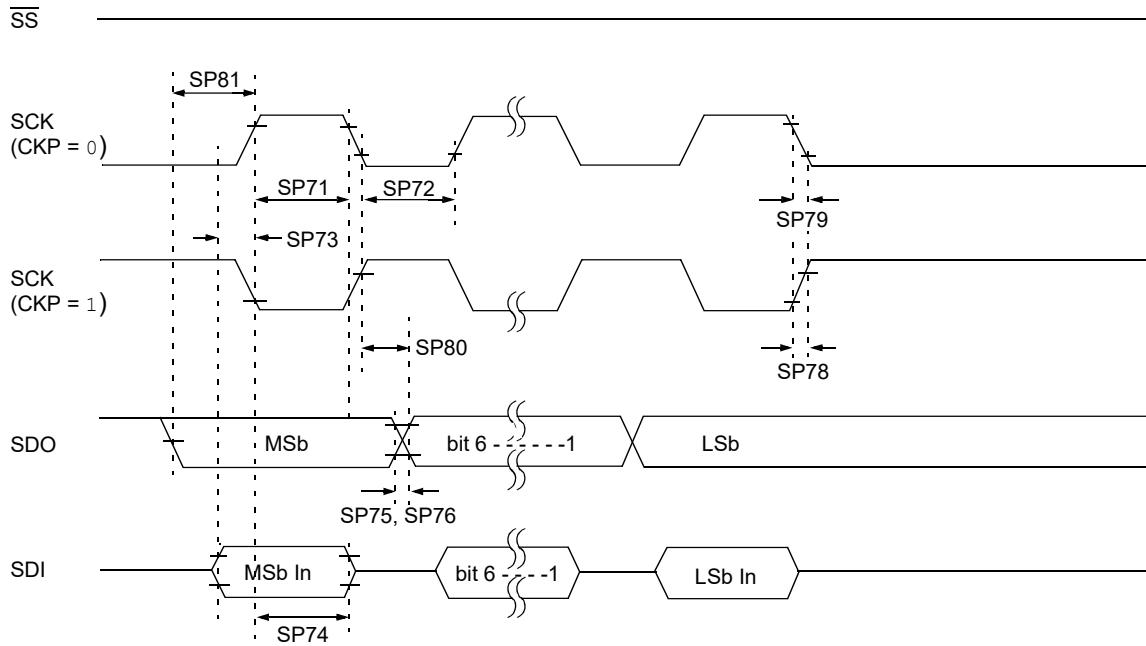 SS
SP81
SCK
(CKP = 0)
SP71
SP72
SP79
SP73
SCK
(CKP = 1)
SP80
SP78
SDO
MSb
bit 6 - - - - - - -1
LSb
SP75, SP76
SDI
MSb In
bit 6 - - - - -1
LSb In
SP74